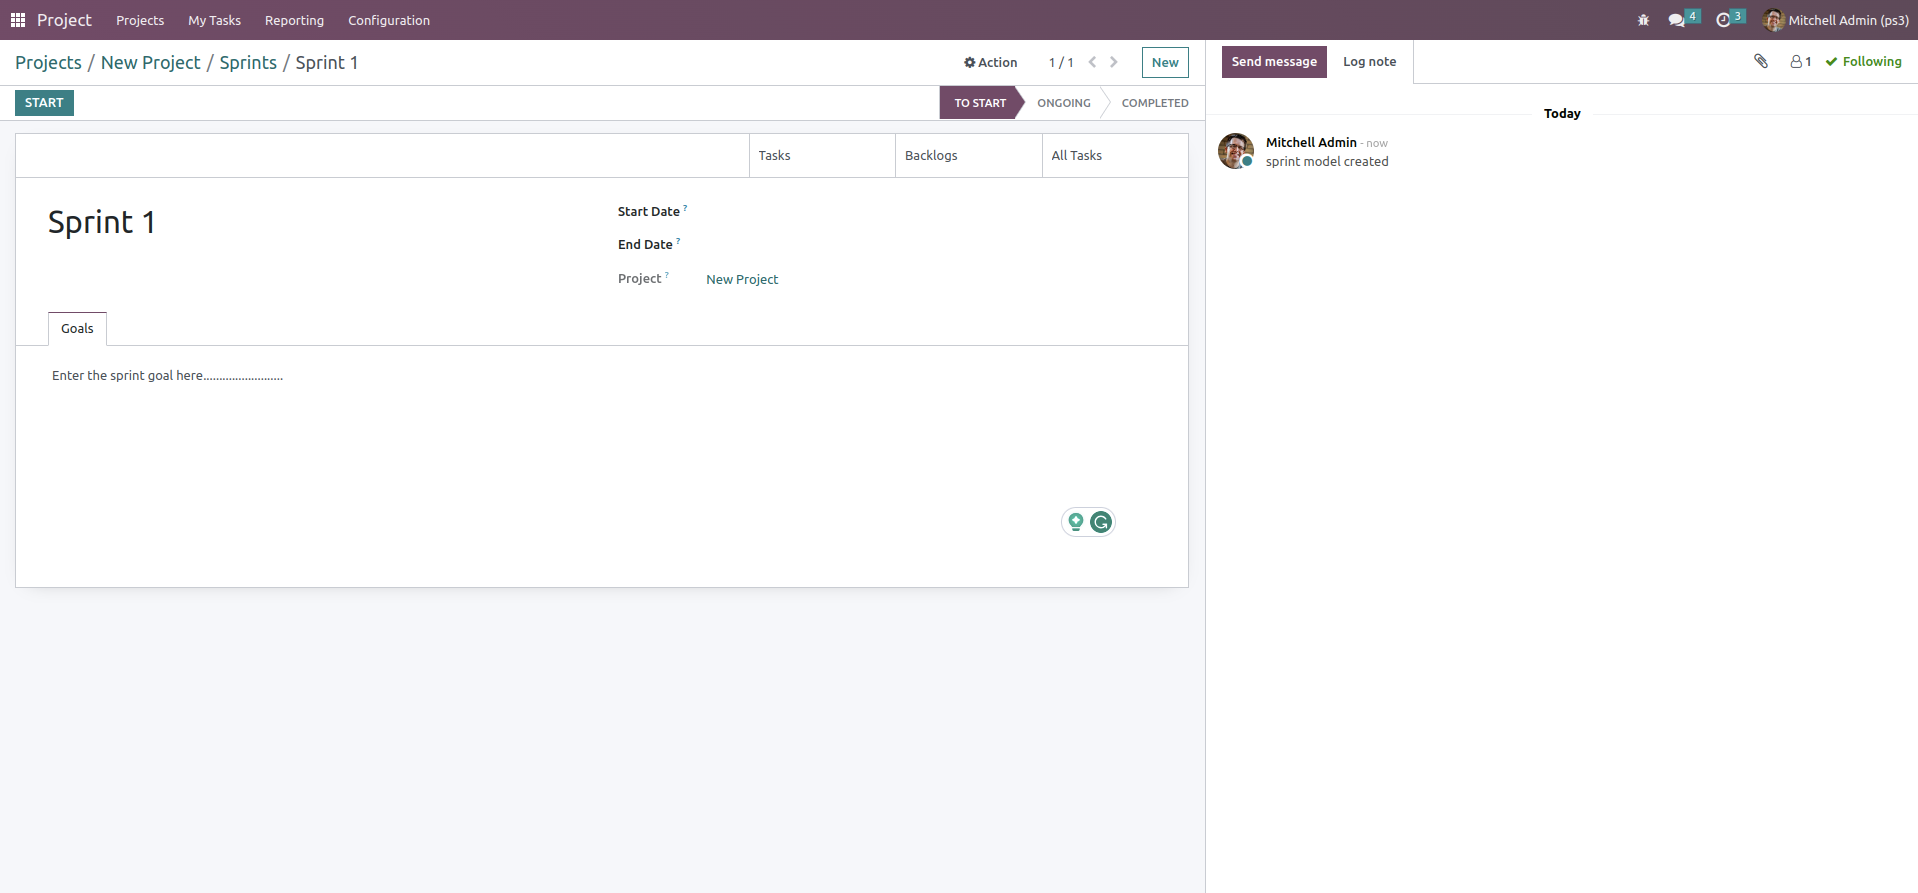 Project Projects My Tasks Reporting Configuration 4 3 Mitchell Admin (ps3)
Projects / New Project / Sprints / Sprint 1 Action 1 / 1 New
Send message Log note 1 Following
START TO START ONGOING COMPLETED
Today
Tasks Backlogs All Tasks
Mitchell Admin - now
sprint model created
Sprint 1
Start Date ?
End Date ?
Project ? New Project
Goals
Enter the sprint goal here.........................